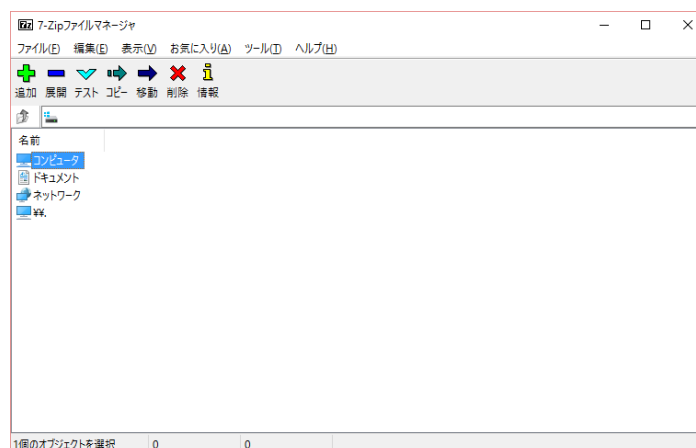 7z 7-Zipファイルマネージャ
ファイル(F) 編集(E) 表示(V) お気に入り(A) ツール(T) ヘルプ(H)
追加 展開 テスト コピー 移動 削除 情報
名前
コンピュータ
ドキュメント
ネットワーク
¥¥.
1個のオブジェクトを選択 0 0